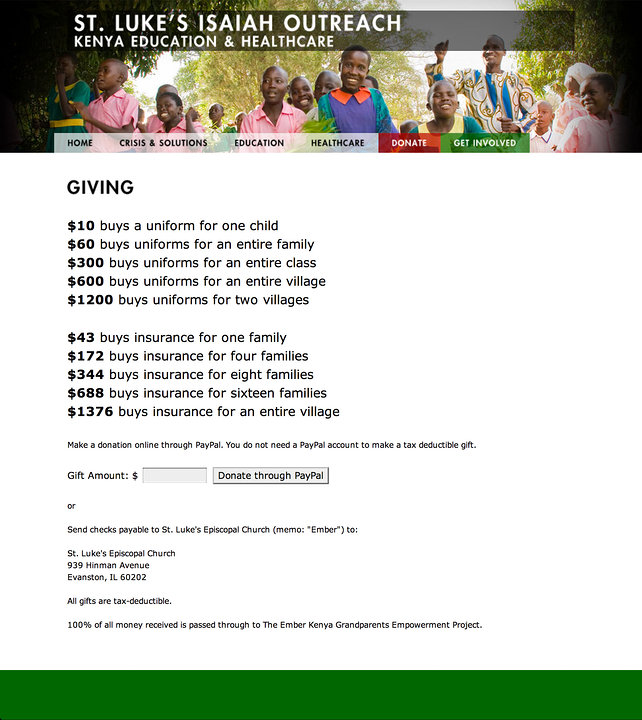 ST. LUKE'S ISAIAH OUTREACH
KENYA EDUCATION & HEALTHCARE
HOME CRISIS & SOLUTIONS EDUCATION HEALTHCARE DONATE GET INVOLVED
GIVING
$10 buys a uniform for one child
$60 buys uniforms for an entire family
$300 buys uniforms for an entire class
$600 buys uniforms for an entire village
$1200 buys uniforms for two villages
$43 buys insurance for one family
$172 buys insurance for four families
$344 buys insurance for eight families
$688 buys insurance for sixteen families
$1376 buys insurance for an entire village
Make a donation online through PayPal. You do not need a PayPal account to make a tax deductible gift.
Gift Amount: $ Donate through PayPal
or
Send checks payable to St. Luke's Episcopal Church (memo: "Ember") to:
St. Luke's Episcopal Church
939 Hinman Avenue
Evanston, IL 60202
All gifts are tax-deductible.
100% of all money received is passed through to The Ember Kenya Grandparents Empowerment Project.